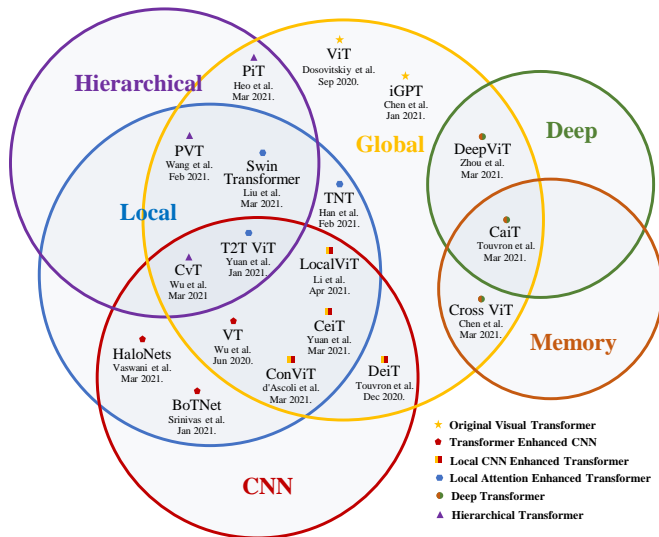 Hierarchical
PiT
Heo et al.
Mar 2021.
ViT
Dosovitskiy et al.
Sep 2020.
iGPT
Chen et al.
Jan 2021.
Global
Deep
DeepViT
Zhou et al.
Mar 2021.
PVT
Wang et al.
Feb 2021.
Swin
Transformer
Liu et al.
Mar 2021.
TNT
Han et al.
Feb 2021.
Local
CaiT
Touvron et al.
Mar 2021.
T2T ViT
Yuan et al.
Jan 2021.
CvT
Wu et al.
Mar 2021
LocalViT
Li et al.
Apr 2021.
Cross ViT
Chen et al.
Mar 2021.
Memory
HaloNets
Vaswani et al.
Mar 2021.
VT
Wu et al.
Jun 2020.
CeiT
Yuan et al.
Mar 2021.
ConViT
d'Ascoli et al.
Mar 2021.
DeiT
Touvron et al.
Dec 2020.
BoTNet
Srinivas et al.
Jan 2021.
CNN
Original Visual Transformer
Transformer Enhanced CNN
Local CNN Enhanced Transformer
Local Attention Enhanced Transformer
Deep Transformer
Hierarchical Transformer